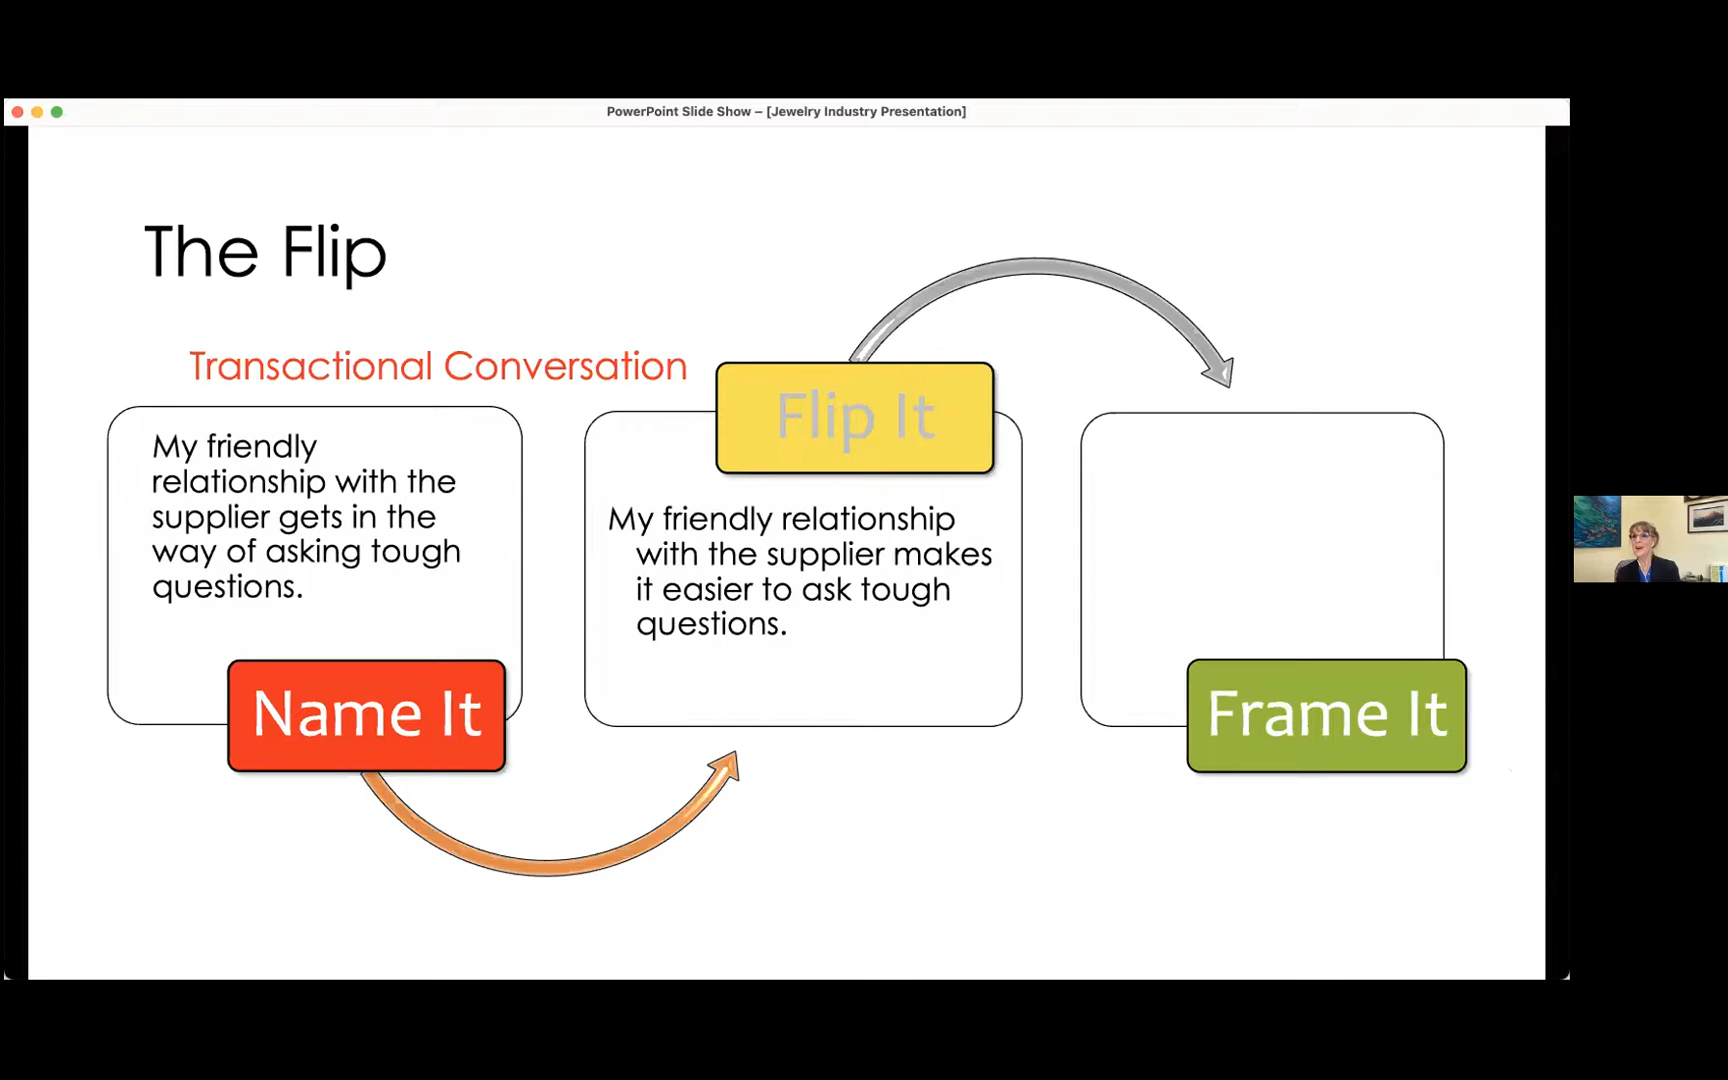 PowerPoint Slide Show – [Jewelry Industry Presentation]
The Flip
Transactional Conversation
My friendly
relationship with the
supplier gets in the
way of asking tough
questions.
Name It
Flip It
My friendly relationship
with the supplier makes
it easier to ask tough
questions.
Frame It